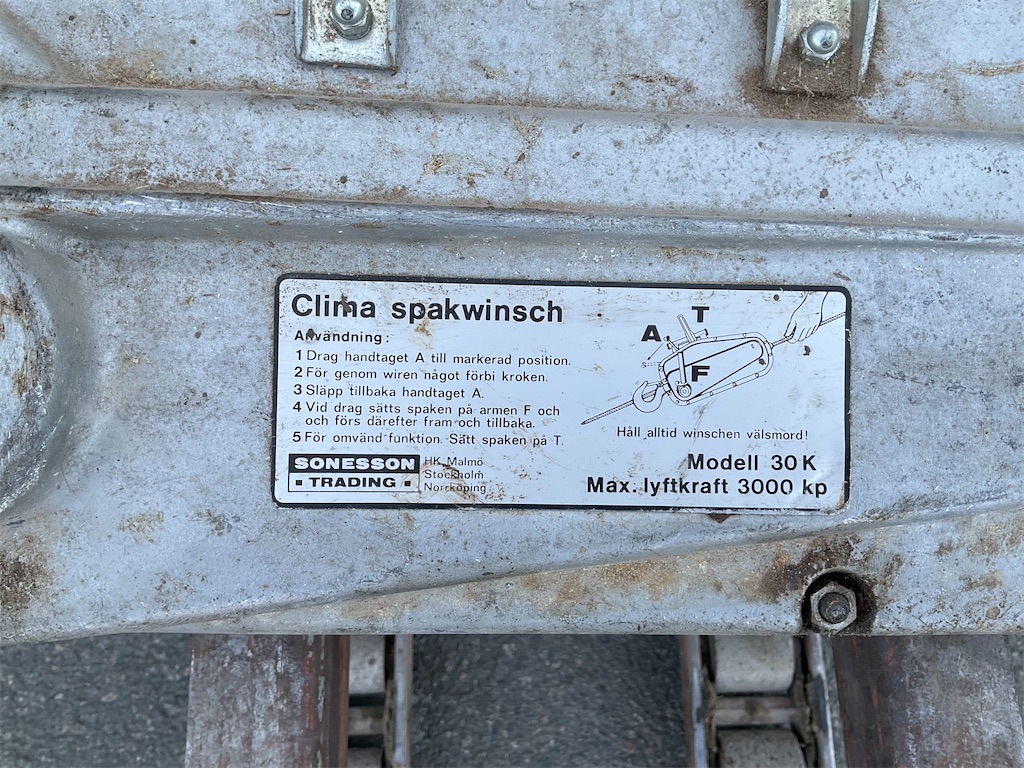 Clima spakwinsch
Användning:
1 Drag handtaget A till markerad position.
2 För genom wiren något förbi kroken.
3 Släpp tillbaka handtaget A.
4 Vid drag sätts spaken på armen F och
och förs därefter fram och tillbaka.
5 För omvänd funktion. Sätt spaken på T.
SONESSON
TRADING
HK Malmö
Stockholm
Norrköping
T
A
F
Håll alltid winschen välsmord!
Modell 30 K
Max. lyftkraft 3000 kp